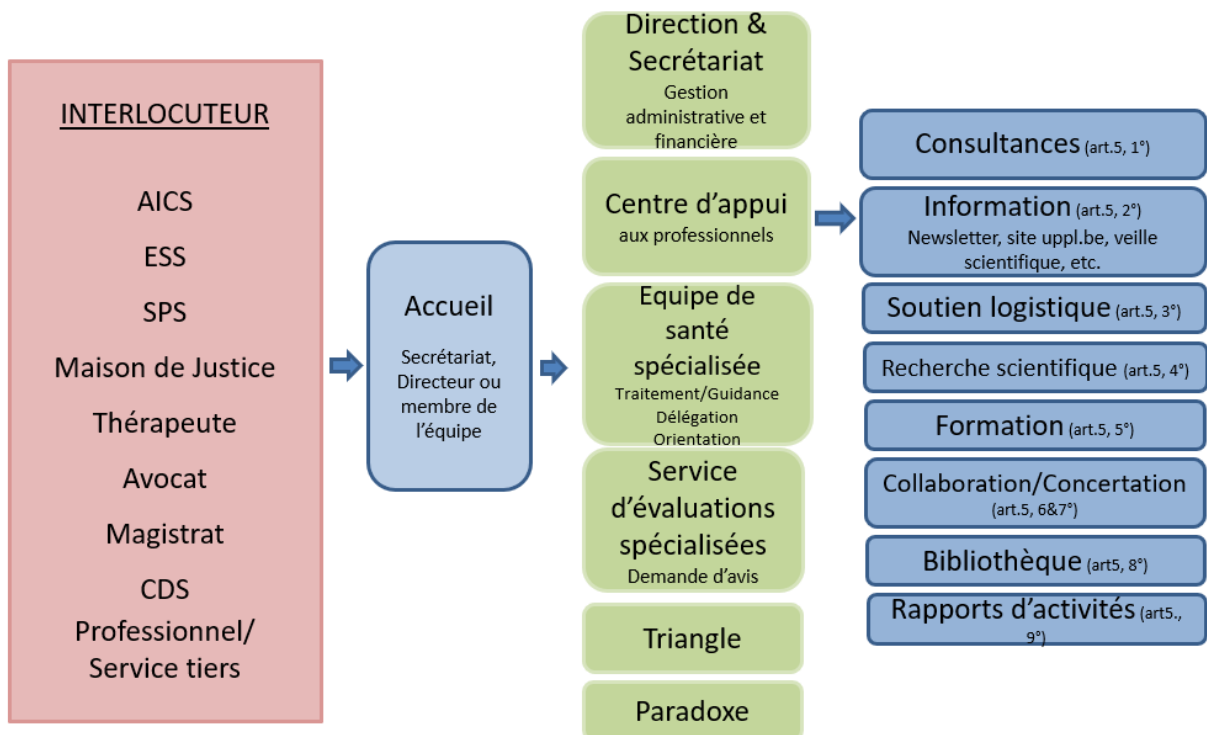 INTERLOCUTEUR
AICS
ESS
SPS
Maison de Justice
Thérapeute
Avocat
Magistrat
CDS
Professionnel/
Service tiers
Accueil
Secrétariat,
Directeur ou
membre de
l’équipe
Direction &
Secrétariat
Gestion
administrative et
financière
Centre d’appui
aux professionnels
Equipe de
santé
spécialisée
Traitement/Guidance
Délégation
Orientation
Service
d’évaluations
spécialisées
Demande d’avis
Triangle
Paradoxe
Consultances (art.5, 1°)
Information (art.5, 2°)
Newsletter, site uppl.be, veille
scientifique, etc.
Soutien logistique (art.5, 3°)
Recherche scientifique (art.5, 4°)
Formation (art.5, 5°)
Collaboration/Concertation
(art.5, 6&7°)
Bibliothèque (art5, 8°)
Rapports d’activités (art5.,
9°)